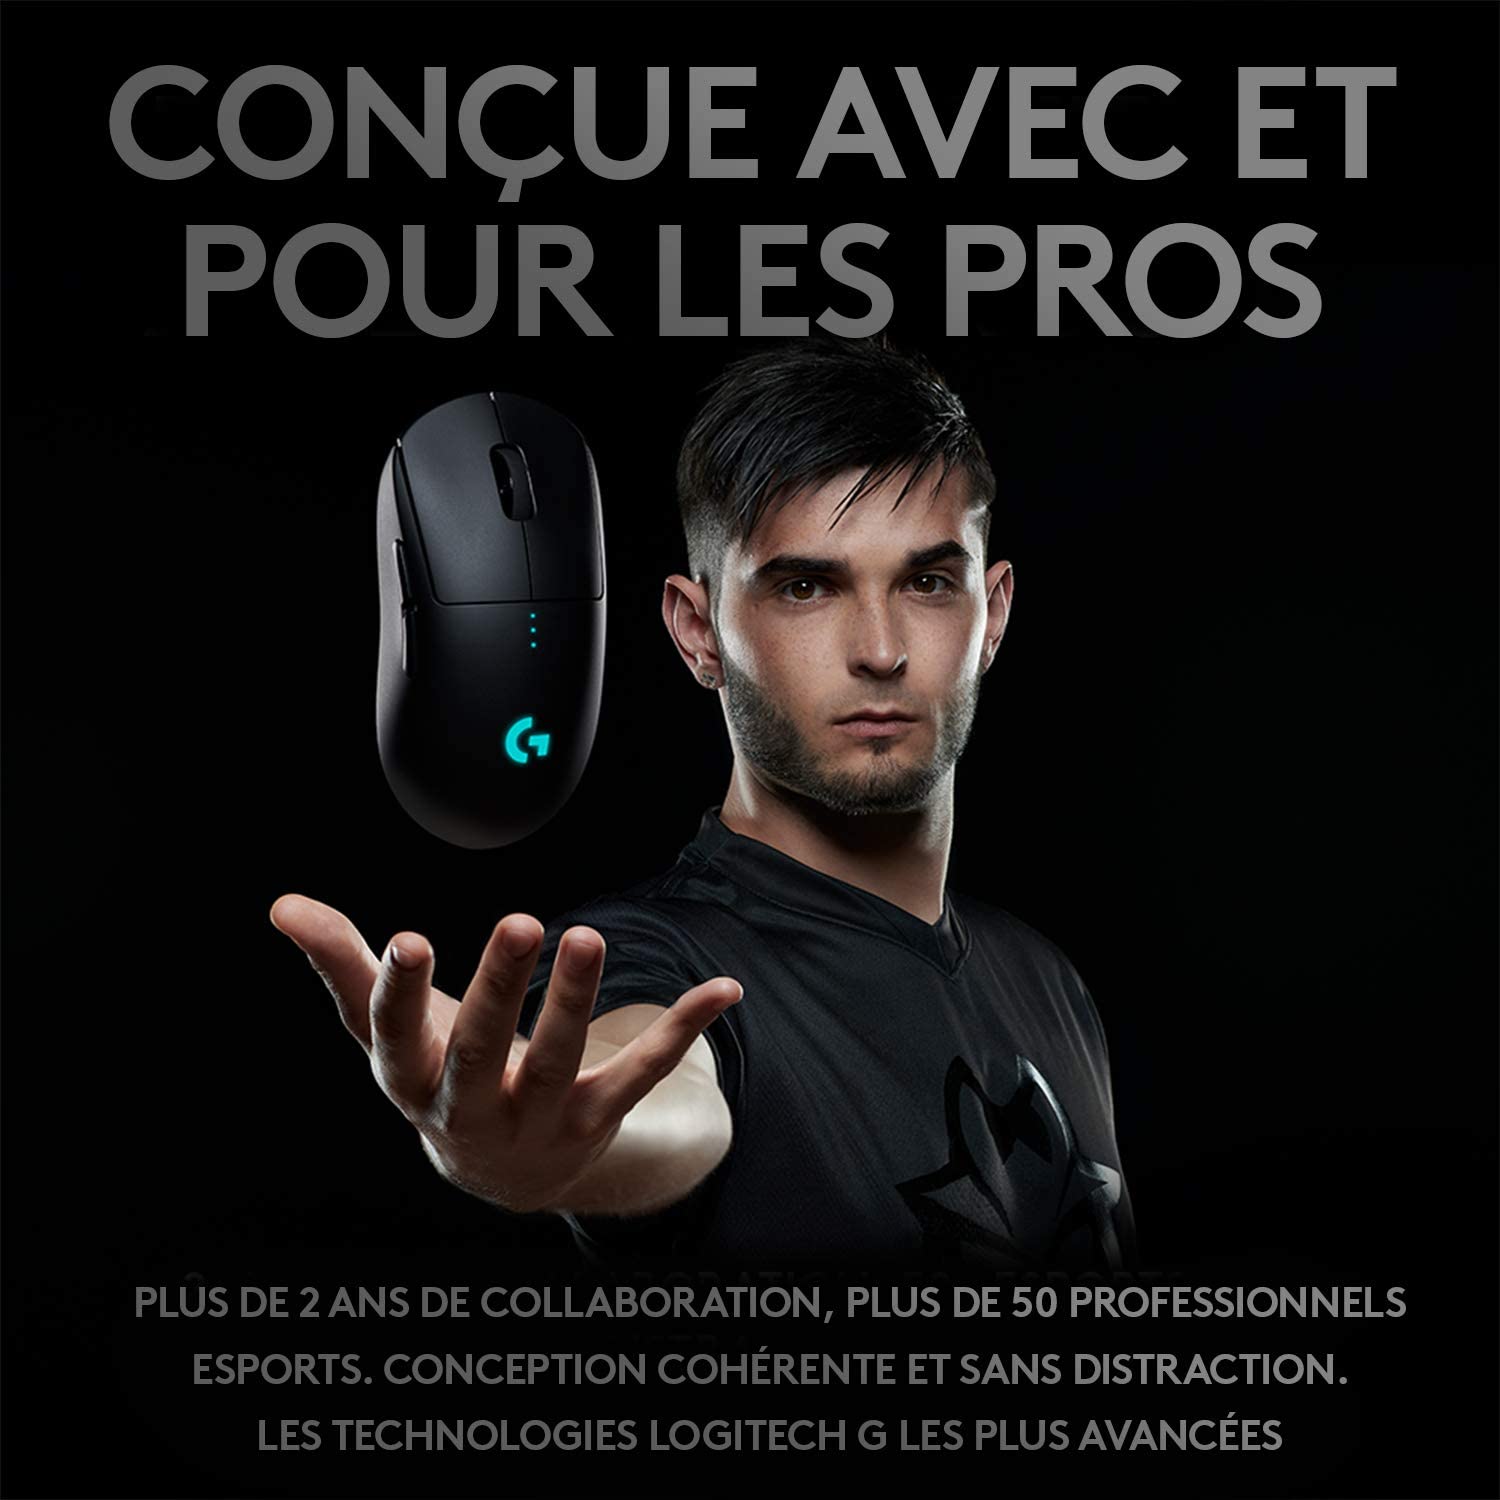 CONÇUE AVEC ET
POUR LES PROS
PLUS DE 2 ANS DE COLLABORATION, PLUS DE 50 PROFESSIONNELS
ESPORTS. CONCEPTION COHÉRENTE ET SANS DISTRACTION.
LES TECHNOLOGIES LOGITECH G LES PLUS AVANCÉES